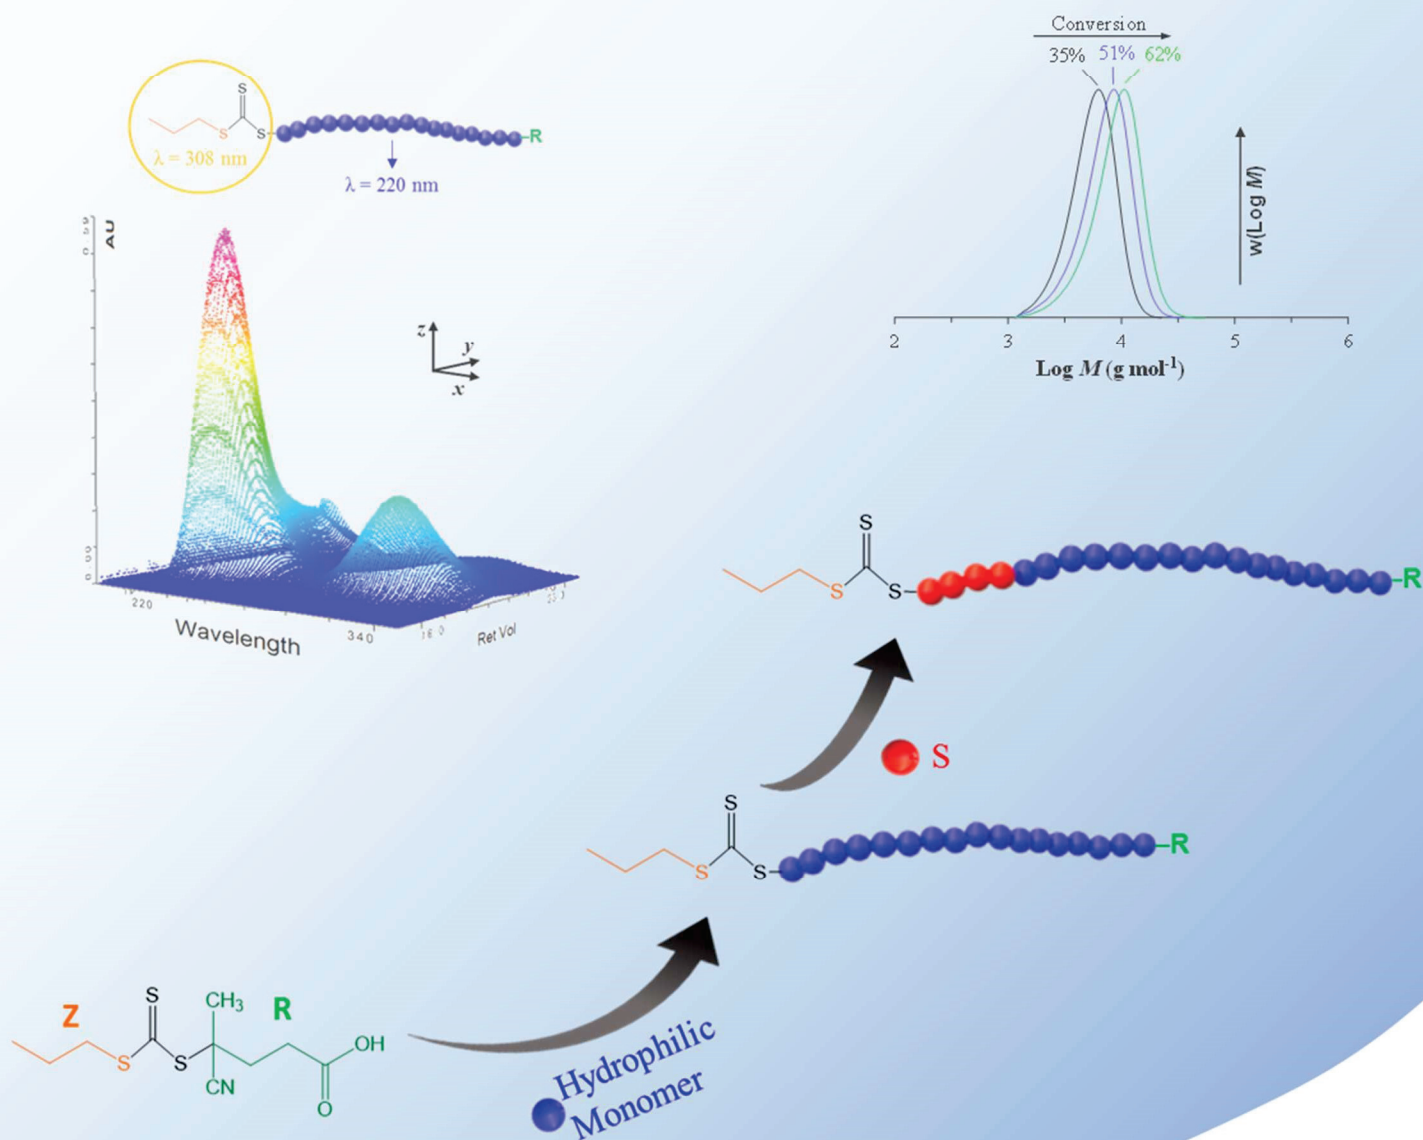 Conversion
35% 51% 62%
S
S
S
R
λ = 308 nm
λ = 220 nm
AU
w(Log M)
z
y
x
2 3 4 5 6
Log M (g mol-1)
220
340
Wavelength
Ret Vol
S
S
S
R
S
S
S
S
R
Z
S
CH3
R
S
S
OH
CN
O
Hydrophilic
Monomer